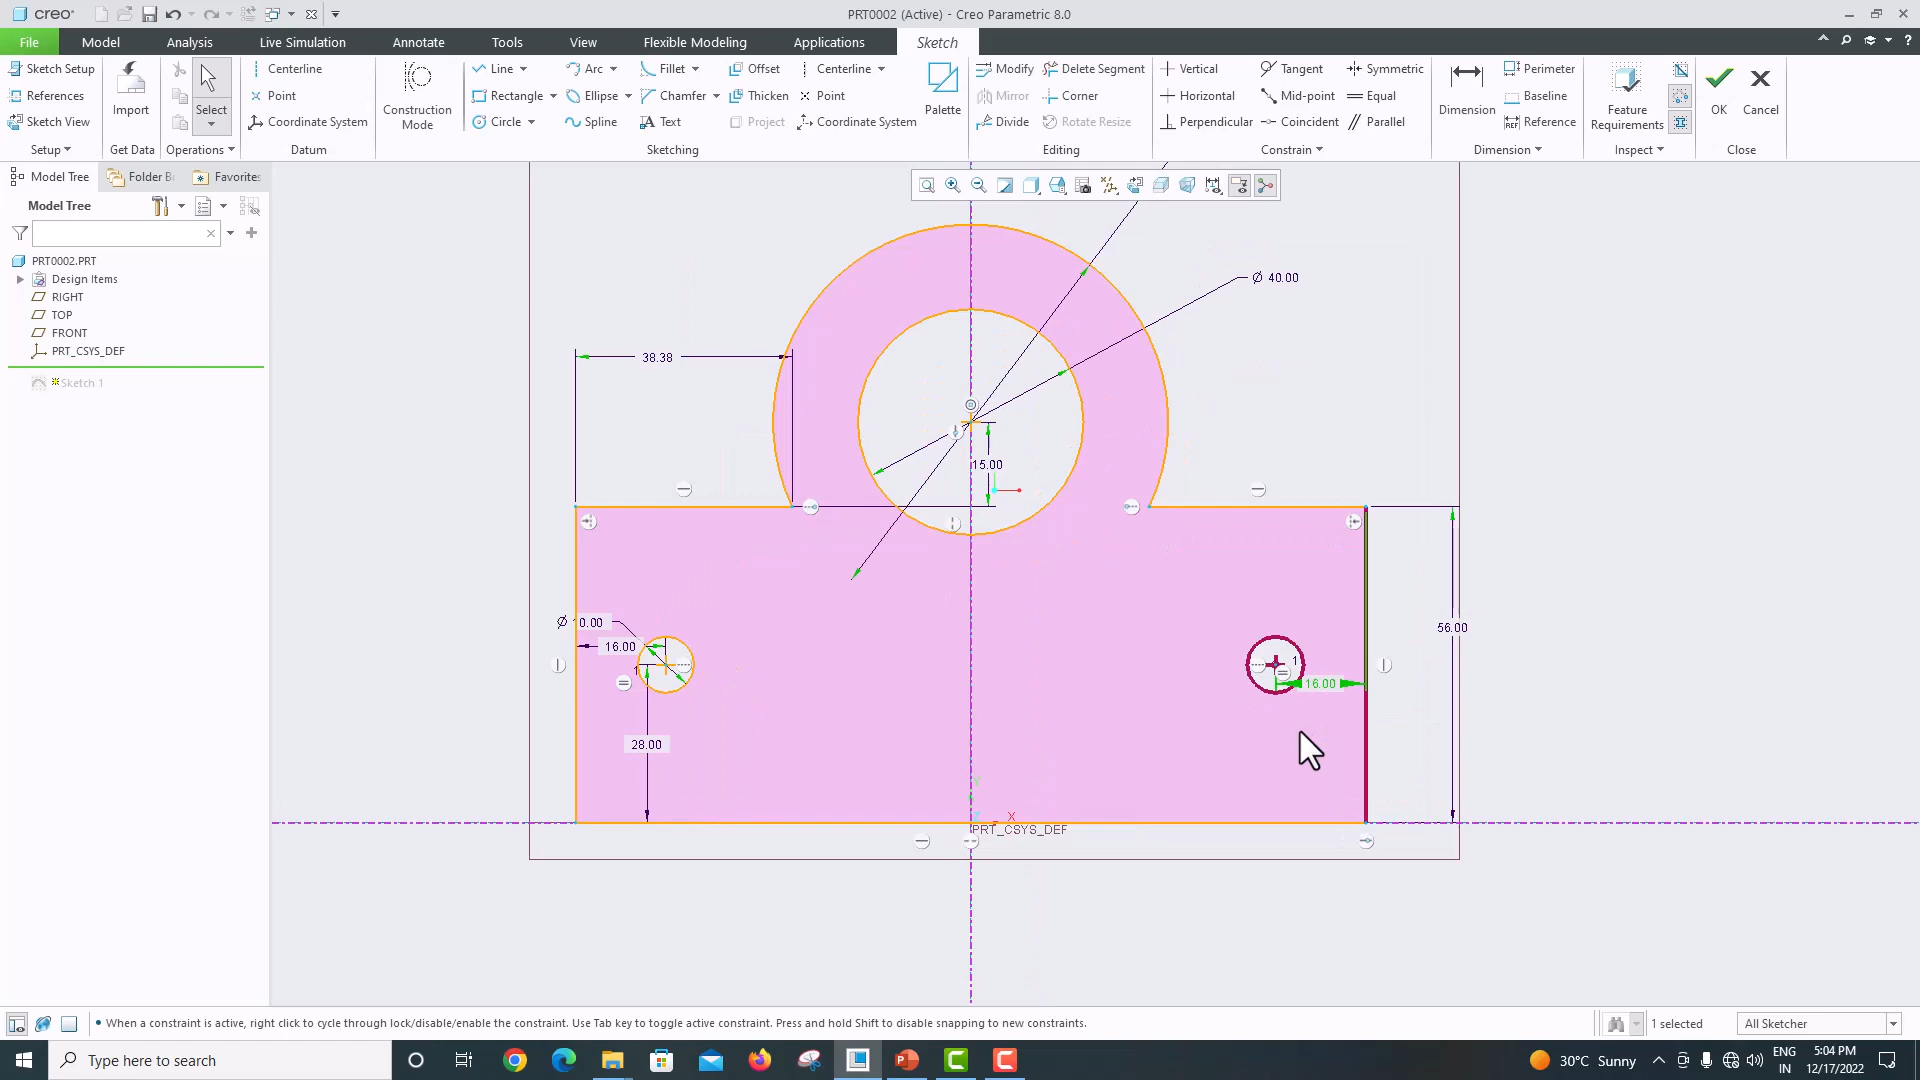 creo PRT0002 (Active) - Creo Parametric 8.0
File Model Analysis Live Simulation Annotate Tools View Flexible Modeling Applications Sketch
Sketch Setup
References
Sketch View
Setup
Import
Get Data
Select
Operations
Centerline
Point
Coordinate System
Datum
Construction
Mode
Line Arc Fillet Offset Centerline
Rectangle Ellipse Chamfer Thicken Point
Circle Spline Text Project Coordinate System
Palette
Sketching
Modify Delete Segment
Mirror Corner
Divide Rotate Resize
Editing
Vertical Tangent Symmetric
Horizontal Mid-point Equal
Perpendicular Coincident Parallel
Constrain
Dimension
Perimeter
Baseline
REF Reference
Dimension
Feature
Requirements
Inspect
OK
Cancel
Close
Model Tree Folder B Favorites
Model Tree
PRT0002.PRT
Design Items
RIGHT
TOP
FRONT
PRT_CSYS_DEF
Sketch 1
Ø 40.00
38.38
15.00
Ø 10.00
16.00
1
28.00
1
16.00
56.00
Y
X
PRT_CSYS_DEF
• When a constraint is active, right click to cycle through lock/disable/enable the constraint. Use Tab key to toggle active constraint. Press and hold Shift to disable snapping to new constraints.
1 selected
All Sketcher
Type here to search
30°C Sunny
ENG
IN
5:04 PM
12/17/2022